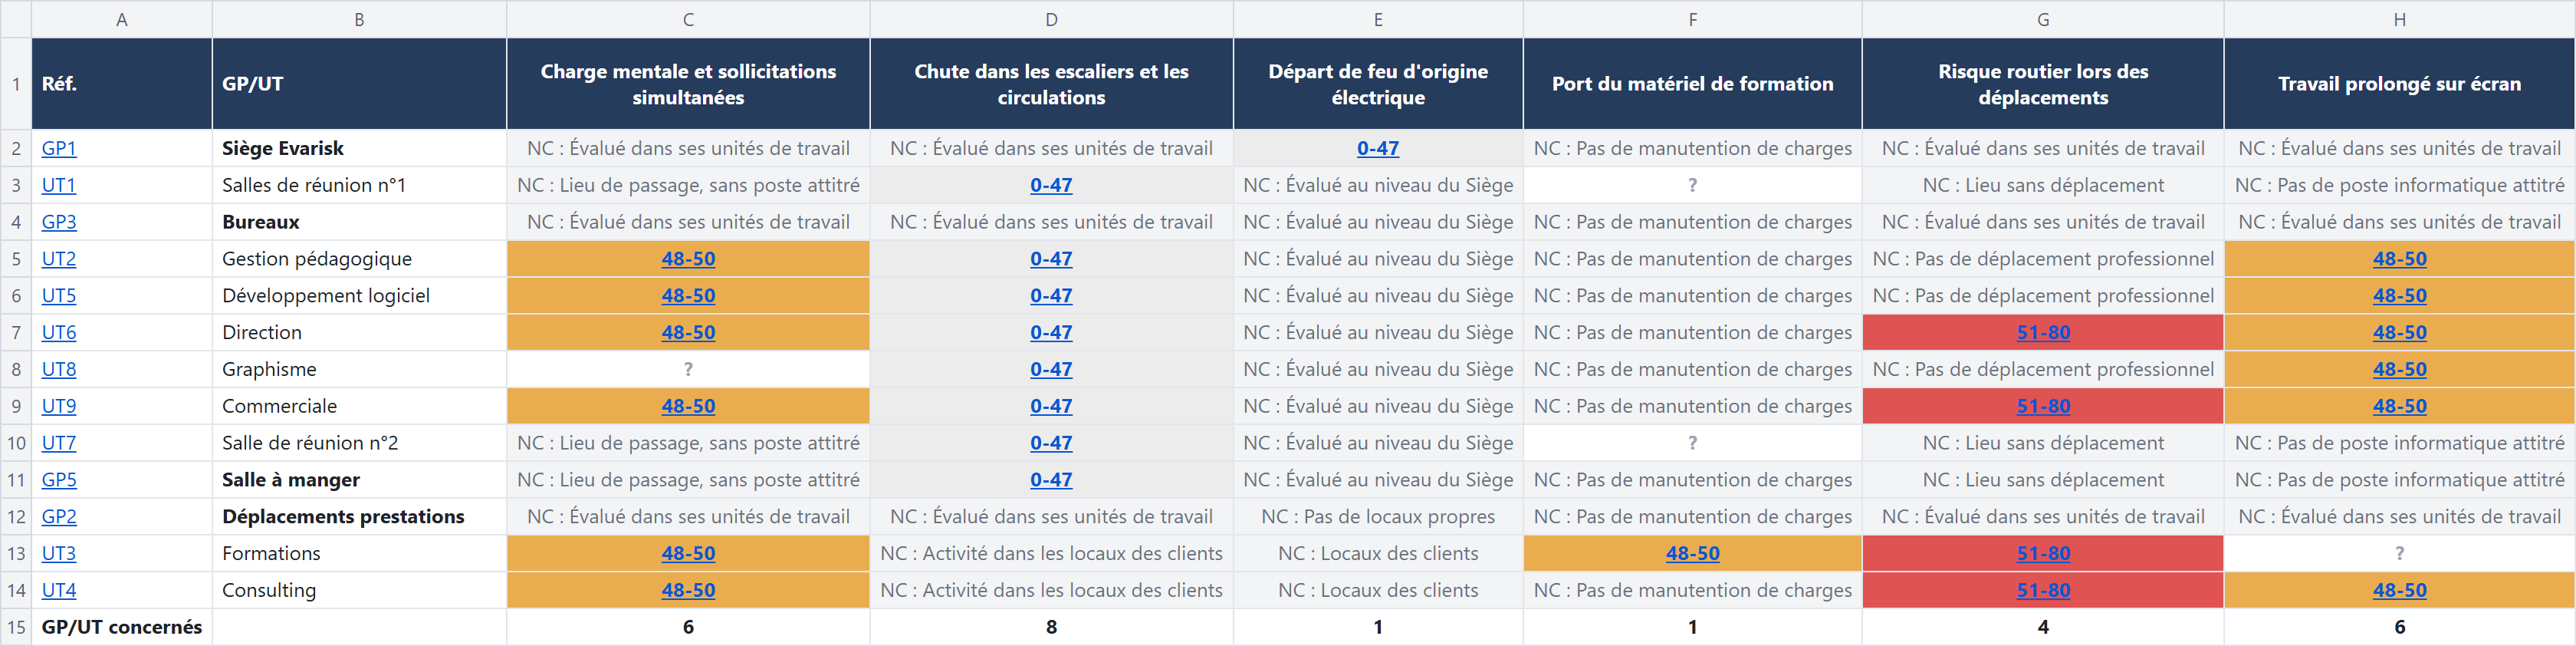 A B C D E F G H
1 Réf. GP/UT Charge mentale et sollicitations simultanées Chute dans les escaliers et les circulations Départ de feu d'origine électrique Port du matériel de formation Risque routier lors des déplacements Travail prolongé sur écran
2 GP1 Siège Evarisk NC : Évalué dans ses unités de travail NC : Évalué dans ses unités de travail 0-47 NC : Pas de manutention de charges NC : Évalué dans ses unités de travail NC : Évalué dans ses unités de travail
3 UT1 Salles de réunion n°1 NC : Lieu de passage, sans poste attitré 0-47 NC : Évalué au niveau du Siège ? NC : Lieu sans déplacement NC : Pas de poste informatique attitré
4 GP3 Bureaux NC : Évalué dans ses unités de travail NC : Évalué dans ses unités de travail NC : Évalué au niveau du Siège NC : Pas de manutention de charges NC : Évalué dans ses unités de travail NC : Évalué dans ses unités de travail
5 UT2 Gestion pédagogique 48-50 0-47 NC : Évalué au niveau du Siège NC : Pas de manutention de charges NC : Pas de déplacement professionnel 48-50
6 UT5 Développement logiciel 48-50 0-47 NC : Évalué au niveau du Siège NC : Pas de manutention de charges NC : Pas de déplacement professionnel 48-50
7 UT6 Direction 48-50 0-47 NC : Évalué au niveau du Siège NC : Pas de manutention de charges 51-80 48-50
8 UT8 Graphisme ? 0-47 NC : Évalué au niveau du Siège NC : Pas de manutention de charges NC : Pas de déplacement professionnel 48-50
9 UT9 Commerciale 48-50 0-47 NC : Évalué au niveau du Siège NC : Pas de manutention de charges 51-80 48-50
10 UT7 Salle de réunion n°2 NC : Lieu de passage, sans poste attitré 0-47 NC : Évalué au niveau du Siège ? NC : Lieu sans déplacement NC : Pas de poste informatique attitré
11 GP5 Salle à manger NC : Lieu de passage, sans poste attitré 0-47 NC : Évalué au niveau du Siège NC : Pas de manutention de charges NC : Lieu sans déplacement NC : Pas de poste informatique attitré
12 GP2 Déplacements prestations NC : Évalué dans ses unités de travail NC : Évalué dans ses unités de travail NC : Pas de locaux propres NC : Pas de manutention de charges NC : Évalué dans ses unités de travail NC : Évalué dans ses unités de travail
13 UT3 Formations 48-50 NC : Activité dans les locaux des clients NC : Locaux des clients 48-50 51-80 ?
14 UT4 Consulting 48-50 NC : Activité dans les locaux des clients NC : Locaux des clients NC : Pas de manutention de charges 51-80 48-50
15 GP/UT concernés 6 8 1 1 4 6